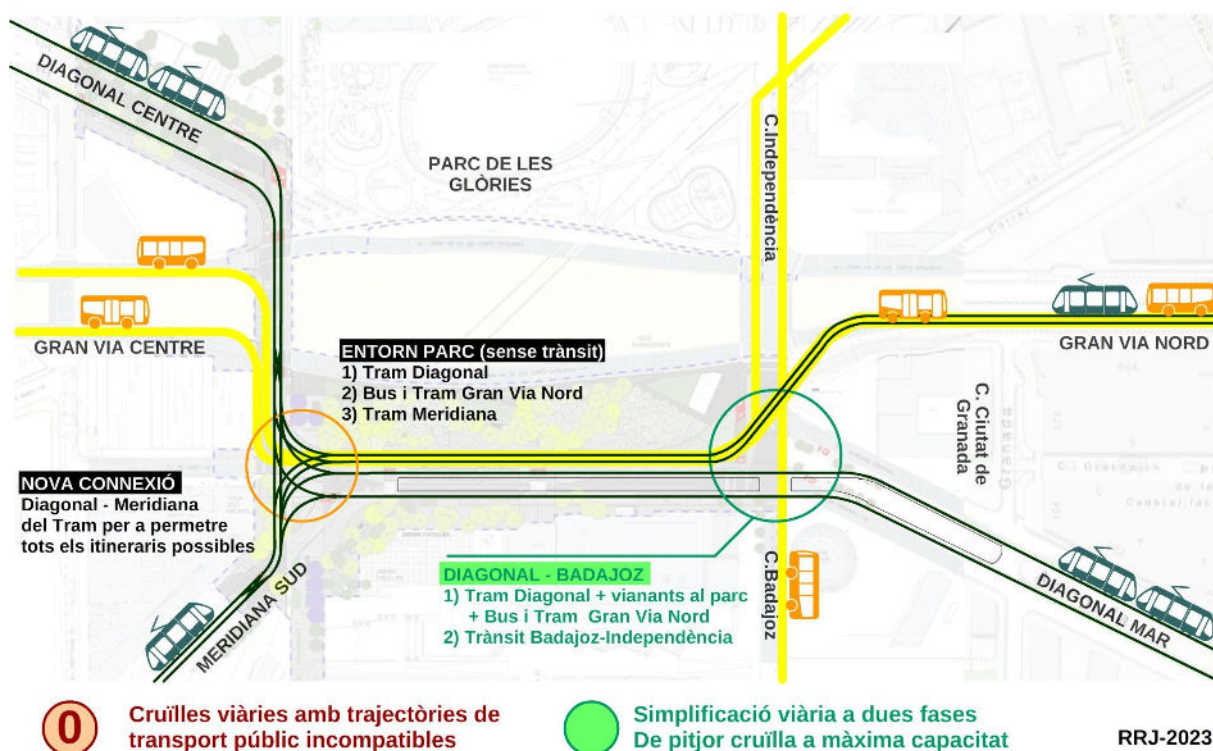 DIAGONAL CENTRE
PARC DE LES
GLÒRIES
C.Independència
GRAN VIA CENTRE
GRAN VIA NORD
ENTORN PARC (sense trànsit)
1) Tram Diagonal
2) Bus i Tram Gran Via Nord
3) Tram Meridiana
C. Ciutat de
Granada
NOVA CONNEXIÓ
Diagonal - Meridiana
del Tram per a permetre
tots els itineraris possibles
MERIDIANA SUD
DIAGONAL - BADAJOZ
1) Tram Diagonal + vianants al parc
+ Bus i Tram Gran Via Nord
2) Trànsit Badajoz-Independència
C.Badajoz
DIAGONAL MAR
0
Cruïlles viàries amb trajectòries de
transport públic incompatibles
Simplificació viària a dues fases
De pitjor cruïlla a màxima capacitat
RRJ-2023